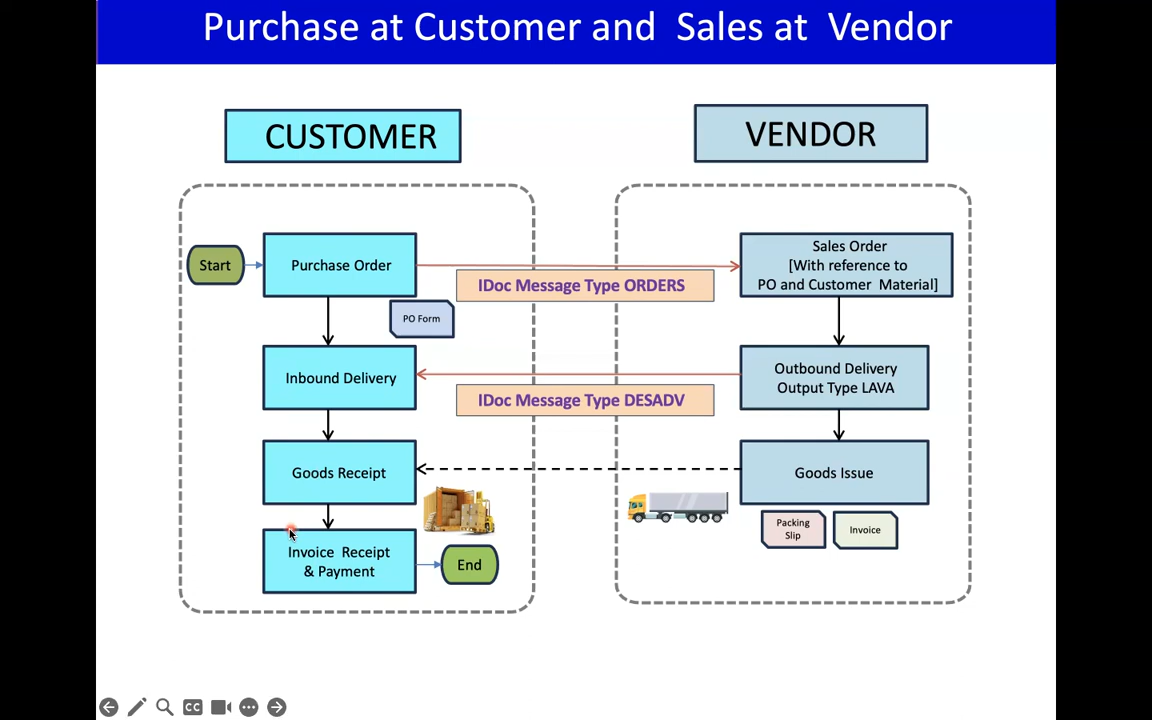 Purchase at Customer and Sales at Vendor
CUSTOMER
VENDOR
Start
Purchase Order
IDoc Message Type ORDERS
Sales Order
[With reference to
PO and Customer Material]
PO Form
Inbound Delivery
IDoc Message Type DESADV
Outbound Delivery
Output Type LAVA
Goods Receipt
Goods Issue
Packing
Slip
Invoice
Invoice Receipt
& Payment
End
CC